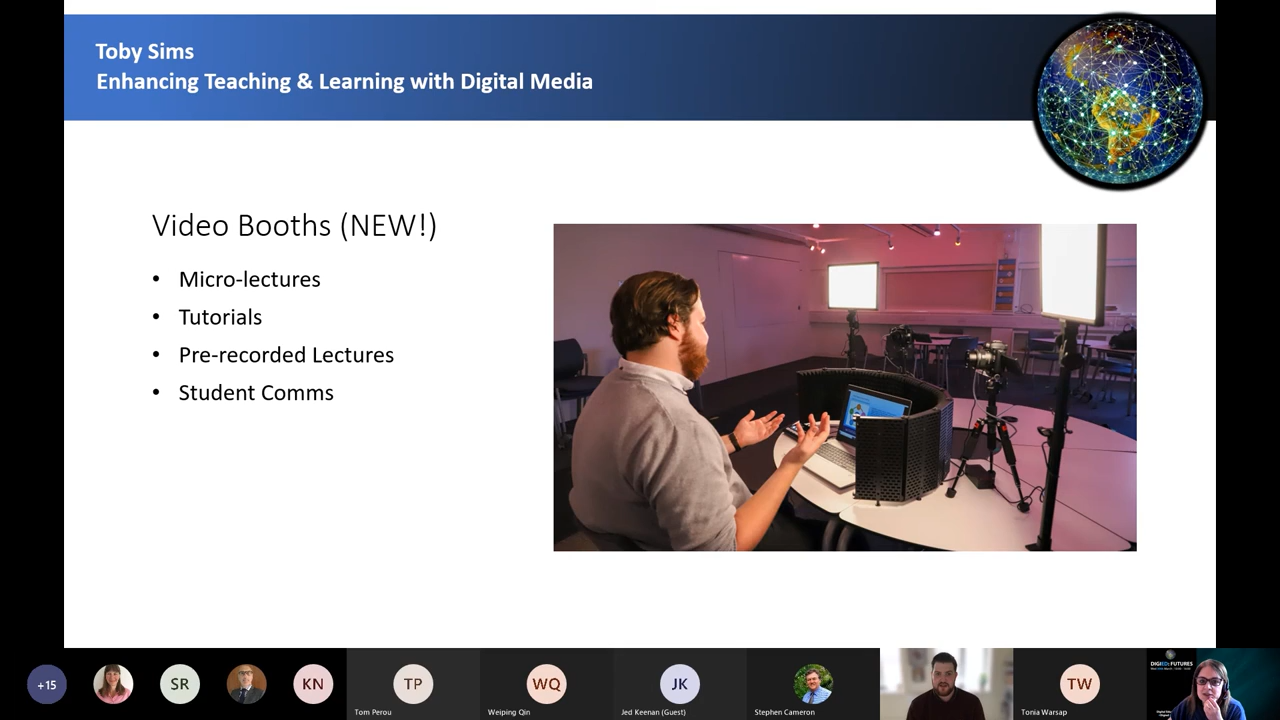 Toby Sims
Enhancing Teaching & Learning with Digital Media
Video Booths (NEW!)
• Micro-lectures
• Tutorials
• Pre-recorded Lectures
• Student Comms
+15
SR
KN
TP
Tom Perou
WQ
Weiping Qin
JK
Jed Keenan (Guest)
Stephen Cameron
TW
Tonia Warsap
FUTURES